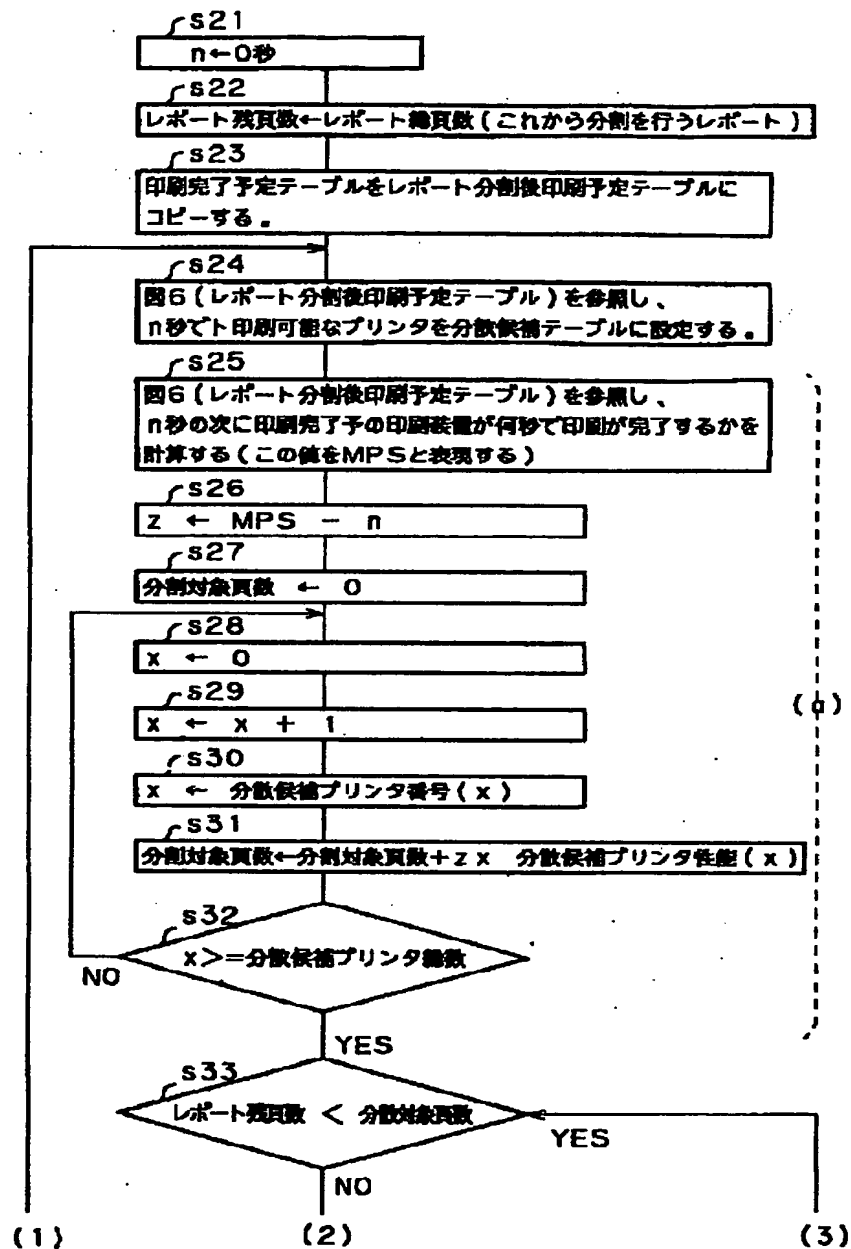 s21
n←0秒
s22
レポート残頁数←レポート総頁数(これから分割を行うレポート)
s23
印刷完了予定テーブルをレポート分割後印刷予定テーブルに
コピーする。
s24
図6(レポート分割後印刷予定テーブル)を参照し、
n秒でト印刷可能なプリンタを分散候補テーブルに設定する。
s25
図6(レポート分割後印刷予定テーブル)を参照し、
n秒の次に印刷完了予の印刷装置が何秒で印刷が完了するかを
計算する(この値をMPSと表現する)
s26
z ← MPS - n
s27
分割対象頁数 ← 0
s28
x ← 0
s29
x ← x + 1
(a)
s30
x ← 分散候補プリンタ番号(x)
s31
分割対象頁数←分割対象頁数+z x 分散候補プリンタ性能(x)
s32
x>=分散候補プリンタ総数
NO
YES
s33
レポート残頁数 < 分散対象頁数
YES
NO
(1) (2) (3)